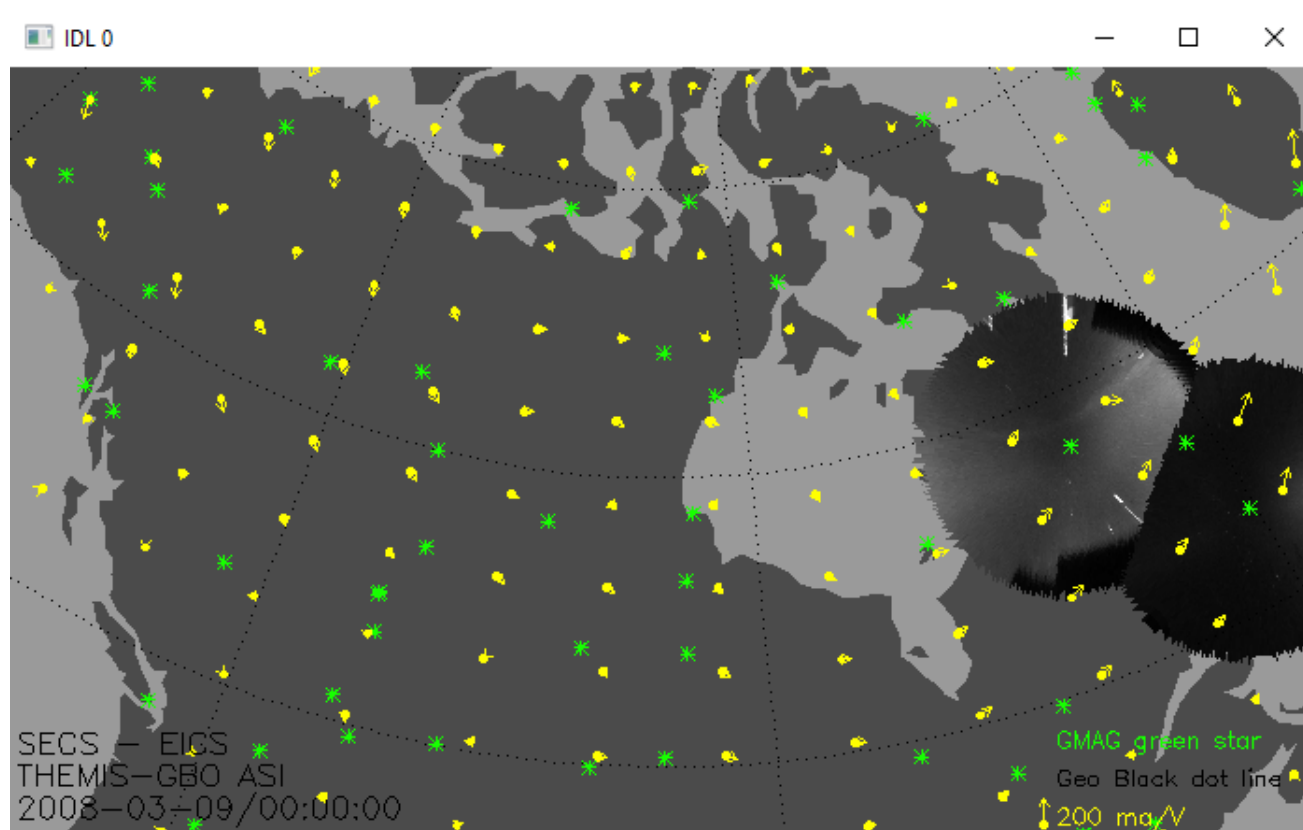 IDL 0
SECS - EICS
THEMIS-GBO ASI
2008-03-09/00:00:00
GMAG green star
Geo Black dot line
200 ma/V